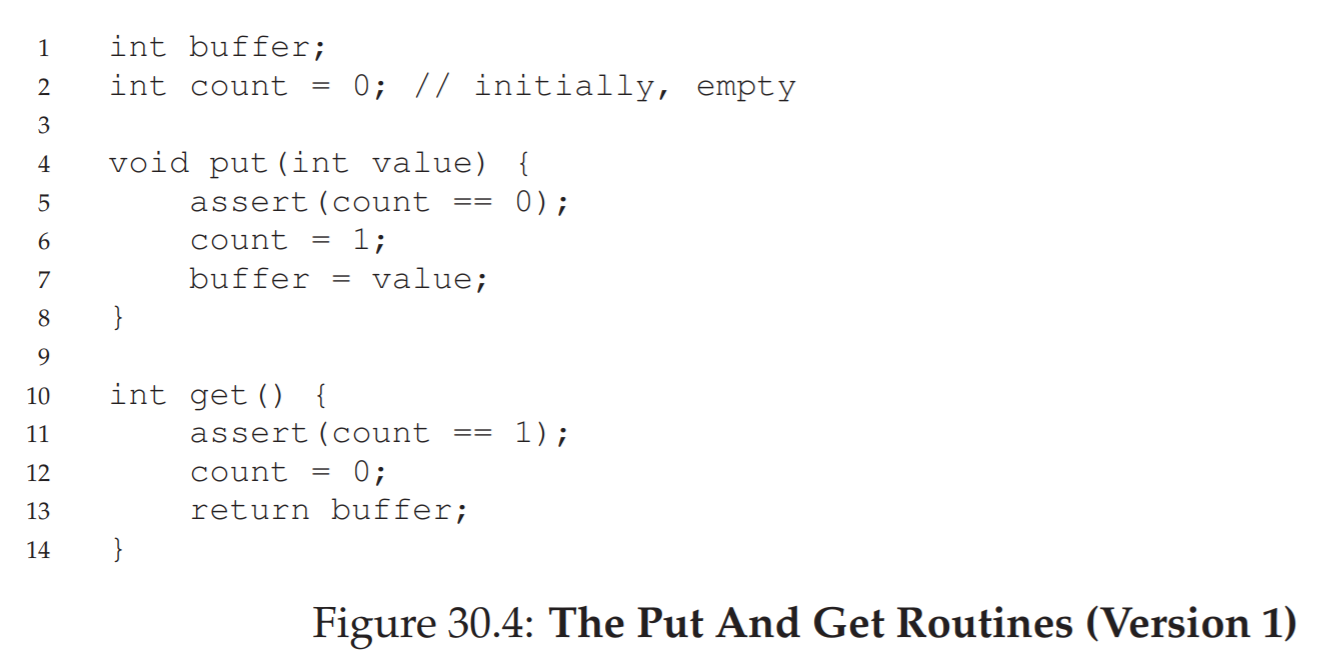 1 int buffer;
2 int count = 0; // initially, empty
3
4 void put(int value) {
5     assert(count == 0);
6     count = 1;
7     buffer = value;
8 }
9
10 int get() {
11     assert(count == 1);
12     count = 0;
13     return buffer;
14 }
Figure 30.4: The Put And Get Routines (Version 1)